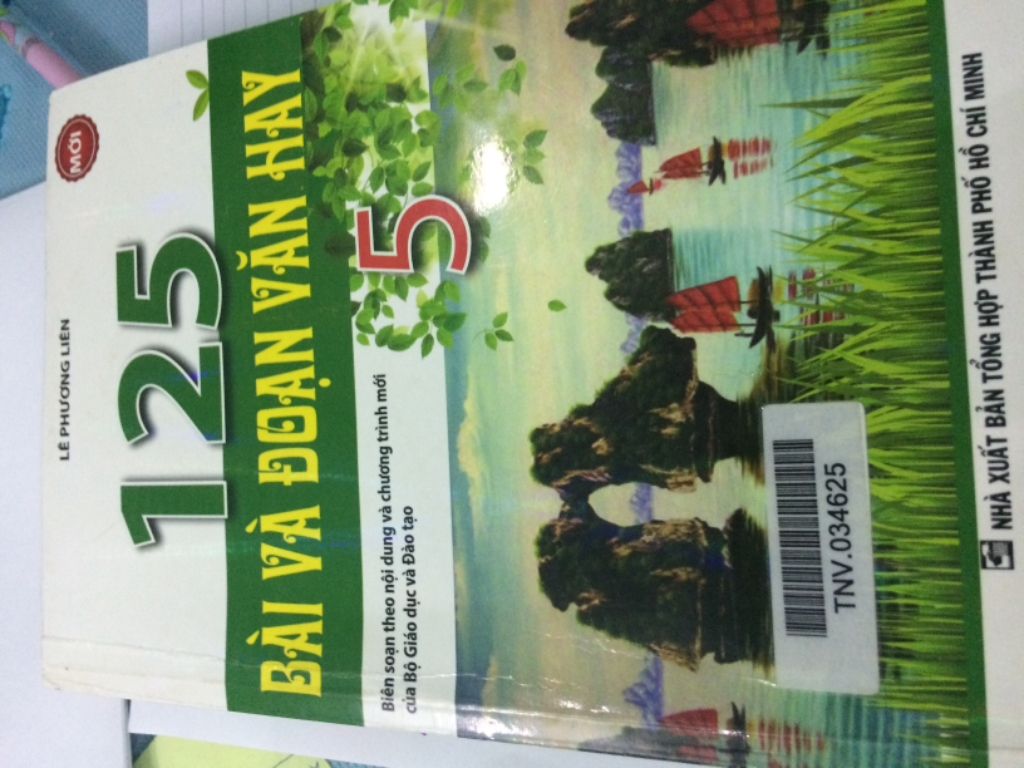 LÊ PHƯƠNG LIÊN
MỚI
125
BÀI VÀ ĐOẠN VĂN HAY
5
Biên soạn theo nội dung và chương trình mới
của Bộ Giáo dục và Đào tạo
TNV.034625
NHÀ XUẤT BẢN TỔNG HỢP THÀNH PHỐ HỒ CHÍ MINH